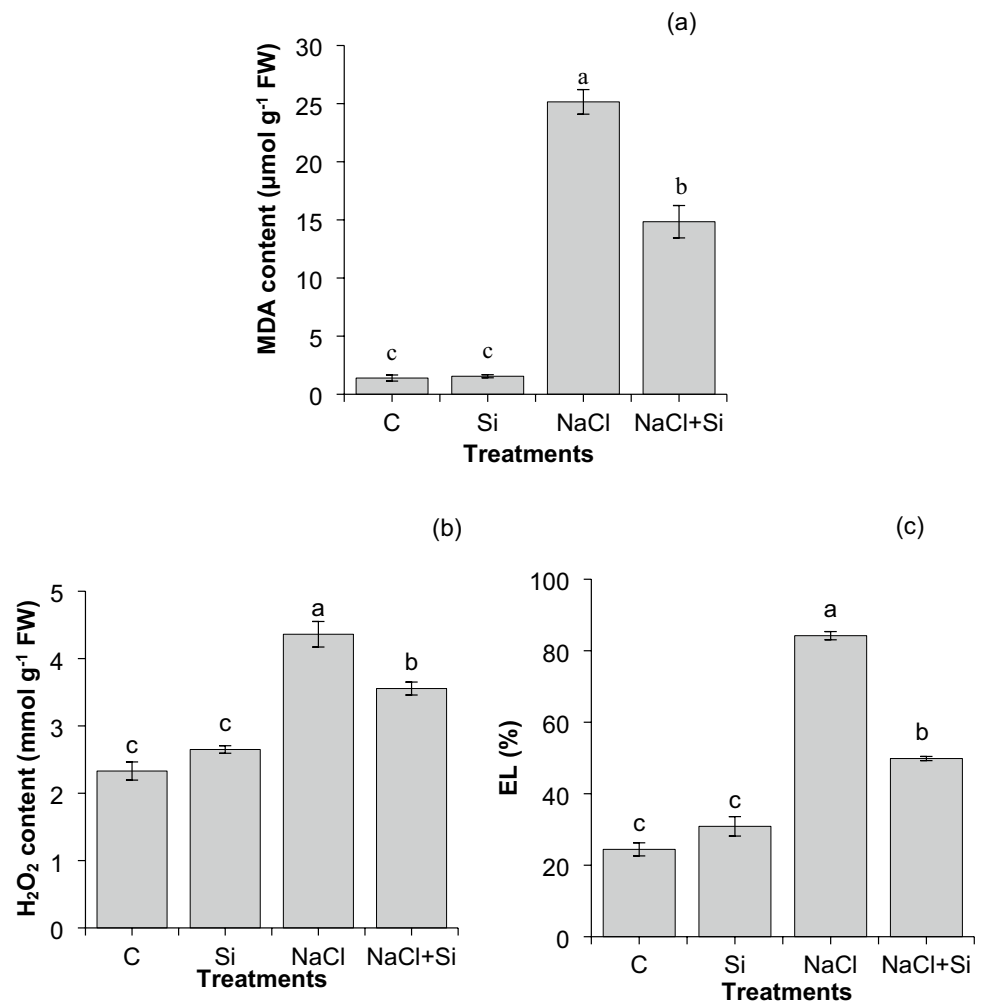 (a)
MDA content (µmol g⁻¹ FW)
30
25
20
15
10
5
0
a
b
c
c
C Si NaCl NaCl+Si
Treatments
(b)
H₂O₂ content (mmol g⁻¹ FW)
5
4
3
2
1
0
a
b
c
c
C Si NaCl NaCl+Si
Treatments
(c)
EL (%)
100
80
60
40
20
0
a
b
c
c
C Si NaCl NaCl+Si
Treatments